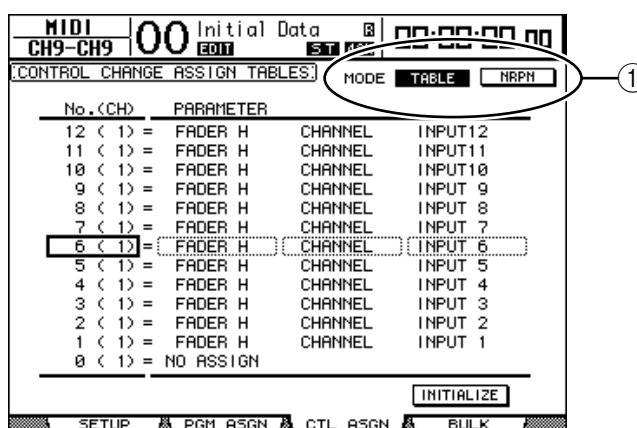 MIDI
CH9-CH9
00 Initial Data
EDIT
ST
00:00:00 00
CONTROL CHANGE ASSIGN TABLES
MODE TABLE NRPN
1
No.(CH) PARAMETER
12 ( 1) = FADER H CHANNEL INPUT12
11 ( 1) = FADER H CHANNEL INPUT11
10 ( 1) = FADER H CHANNEL INPUT10
9 ( 1) = FADER H CHANNEL INPUT 9
8 ( 1) = FADER H CHANNEL INPUT 8
7 ( 1) = FADER H CHANNEL INPUT 7
6 ( 1) = FADER H CHANNEL INPUT 6
5 ( 1) = FADER H CHANNEL INPUT 5
4 ( 1) = FADER H CHANNEL INPUT 4
3 ( 1) = FADER H CHANNEL INPUT 3
2 ( 1) = FADER H CHANNEL INPUT 2
1 ( 1) = FADER H CHANNEL INPUT 1
0 ( 1) = NO ASSIGN
INITIALIZE
SETUP PGM ASGN CTL ASGN BULK